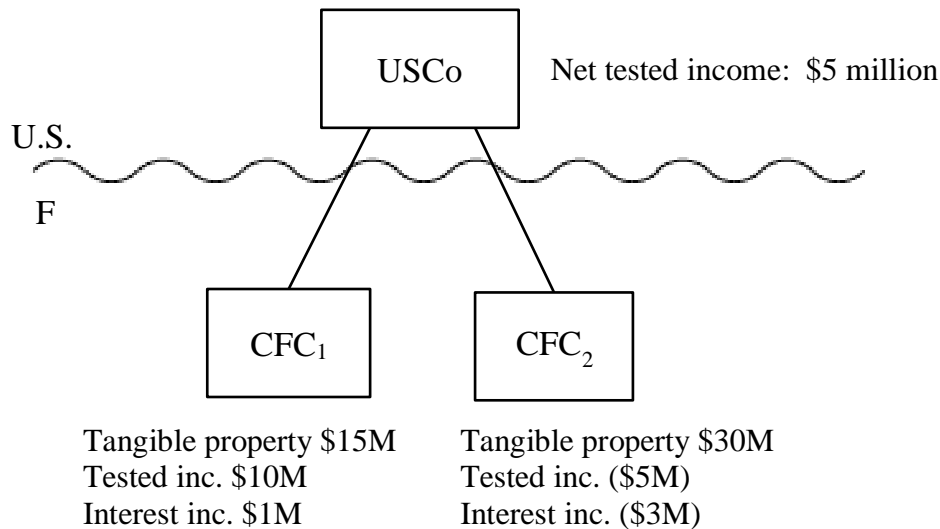 USCo
Net tested income: $5 million
U.S.
F
CFC₁
CFC₂
Tangible property $15M
Tested inc. $10M
Interest inc. $1M
Tangible property $30M
Tested inc. ($5M)
Interest inc. ($3M)